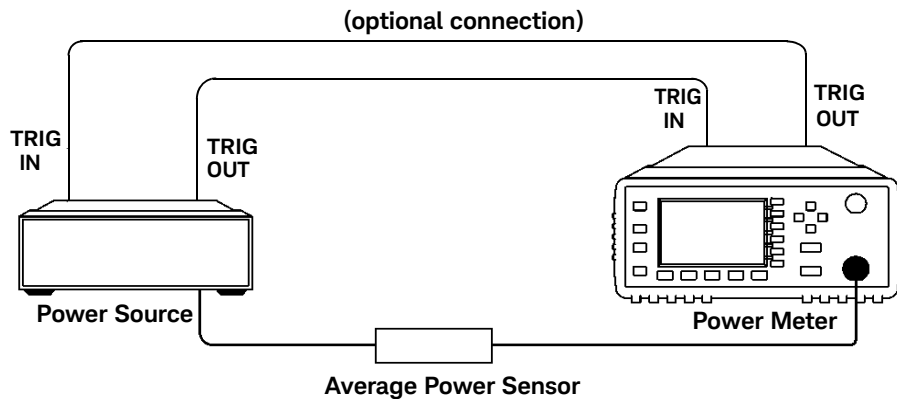 (optional connection)
TRIG
IN
TRIG
OUT
TRIG
IN
TRIG
OUT
Power Source
Power Meter
Average Power Sensor